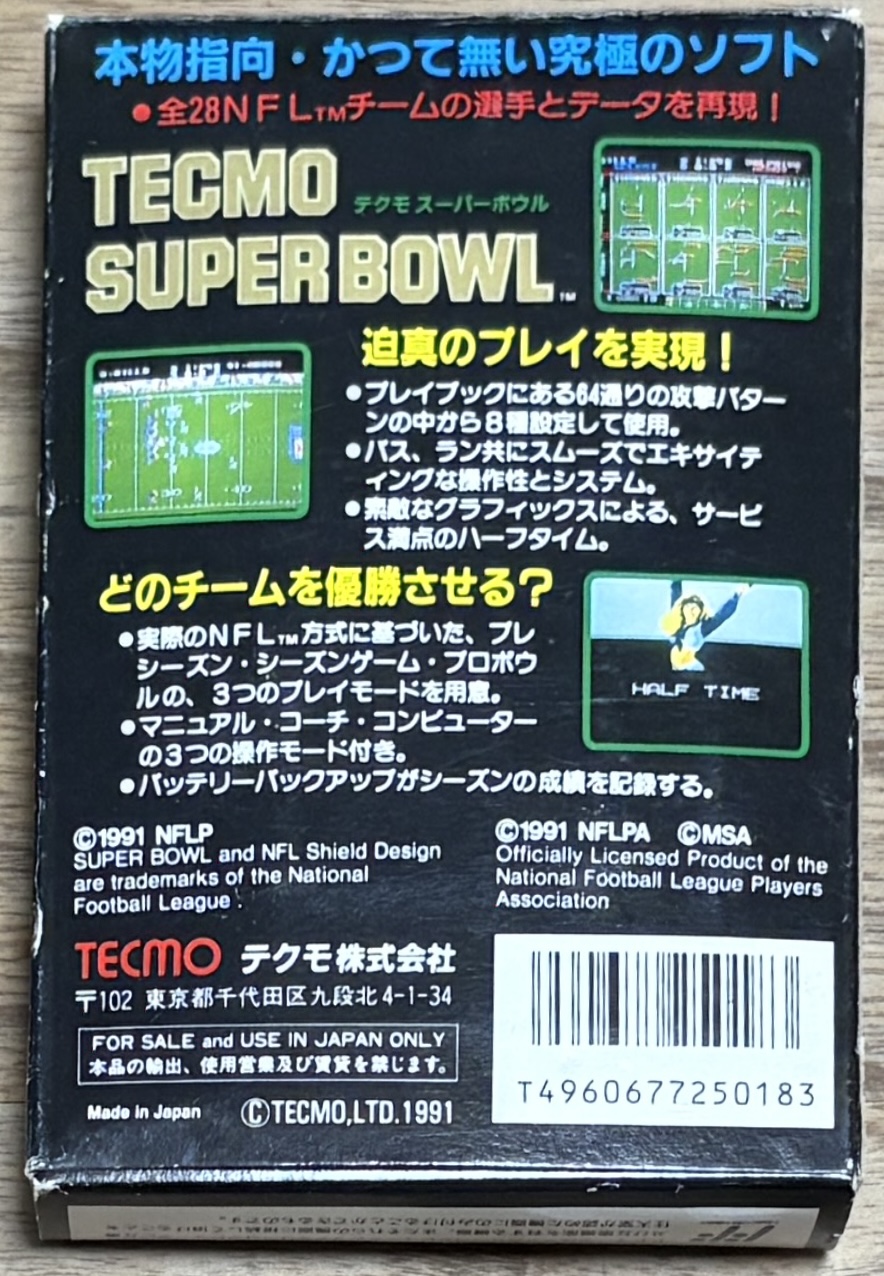 本物指向・かつて無い究極のソフト
●全28NFL™チームの選手とデータを再現！
TECMO
テクモ スーパーボウル
SUPER BOWL™
迫真のプレイを実現！
●プレイブックにある64通りの攻撃パター
ンの中から8種設定して使用。
●パス、ラン共にスムーズでエキサイテ
ィングな操作性とシステム。
●素敵なグラフィックスによる、サービ
ス満点のハーフタイム。
どのチームを優勝させる？
●実際のNFL™方式に基づいた、プレ
シーズン・シーズンゲーム・プロボウ
ルの、3つのプレイモードを用意。
HALF TIME
●マニュアル・コーチ・コンピューター
の3つの操作モード付き。
●バッテリーバックアップがシーズンの成績を記録する。
©1991 NFLP
SUPER BOWL and NFL Shield Design
are trademarks of the National
Football League.
©1991 NFLPA ©MSA
Officially Licensed Product of the
National Football League Players
Association
TECMO テクモ株式会社
〒102 東京都千代田区九段北4-1-34
FOR SALE and USE IN JAPAN ONLY
本品の輸出、使用営業及び賃貸を禁じます。
Made in Japan ©TECMO,LTD.1991
T4960677250183